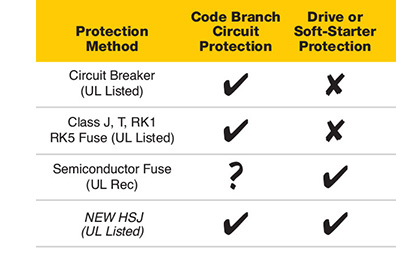 Protection Method
Code Branch Circuit Protection
Drive or Soft-Starter Protection
Circuit Breaker
(UL Listed)
✔ ✘
Class J, T, RK1
RK5 Fuse (UL Listed)
✔ ✘
Semiconductor Fuse
(UL Rec)
? ✔
NEW HSJ
(UL Listed)
✔ ✔